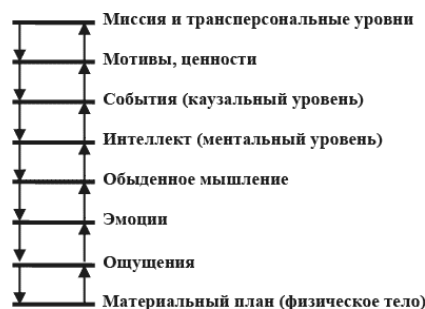 Миссия и трансперсональные уровни
Мотивы, ценности
События (каузальный уровень)
Интеллект (ментальный уровень)
Обыденное мышление
Эмоции
Ощущения
Материальный план (физическое тело)